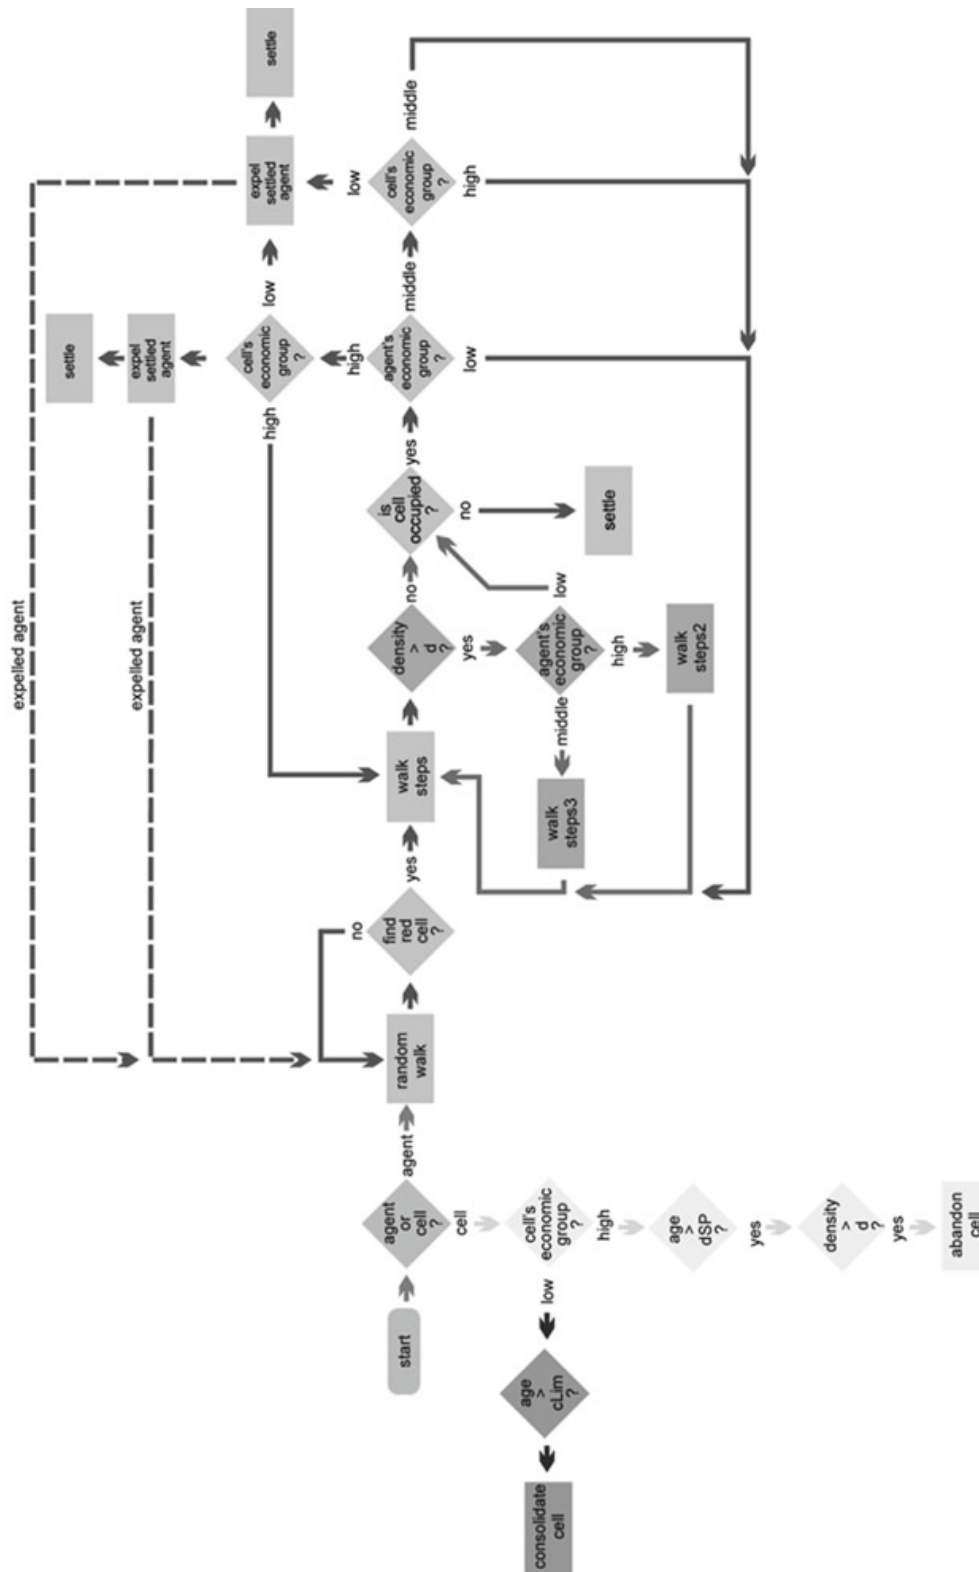 start
agent
or
cell
?
agent
cell
random
walk
find
red
cell
?
no
yes
walk
steps
density
>
d
?
no
yes
is
cell
occupied
?
yes
no
settle
agent's
economic
group
?
high
middle
low
cell's
economic
group
?
high
low
expel
settled
agent
settle
expelled agent
cell's
economic
group
?
low
middle
high
expel
settled
agent
settle
expelled agent
agent's
economic
group
?
low
middle
high
walk
steps3
walk
steps2
cell's
economic
group
?
low
high
age
>
cLim
?
consolidate
cell
age
>
dSP
?
yes
density
>
d
?
yes
abandon
cell